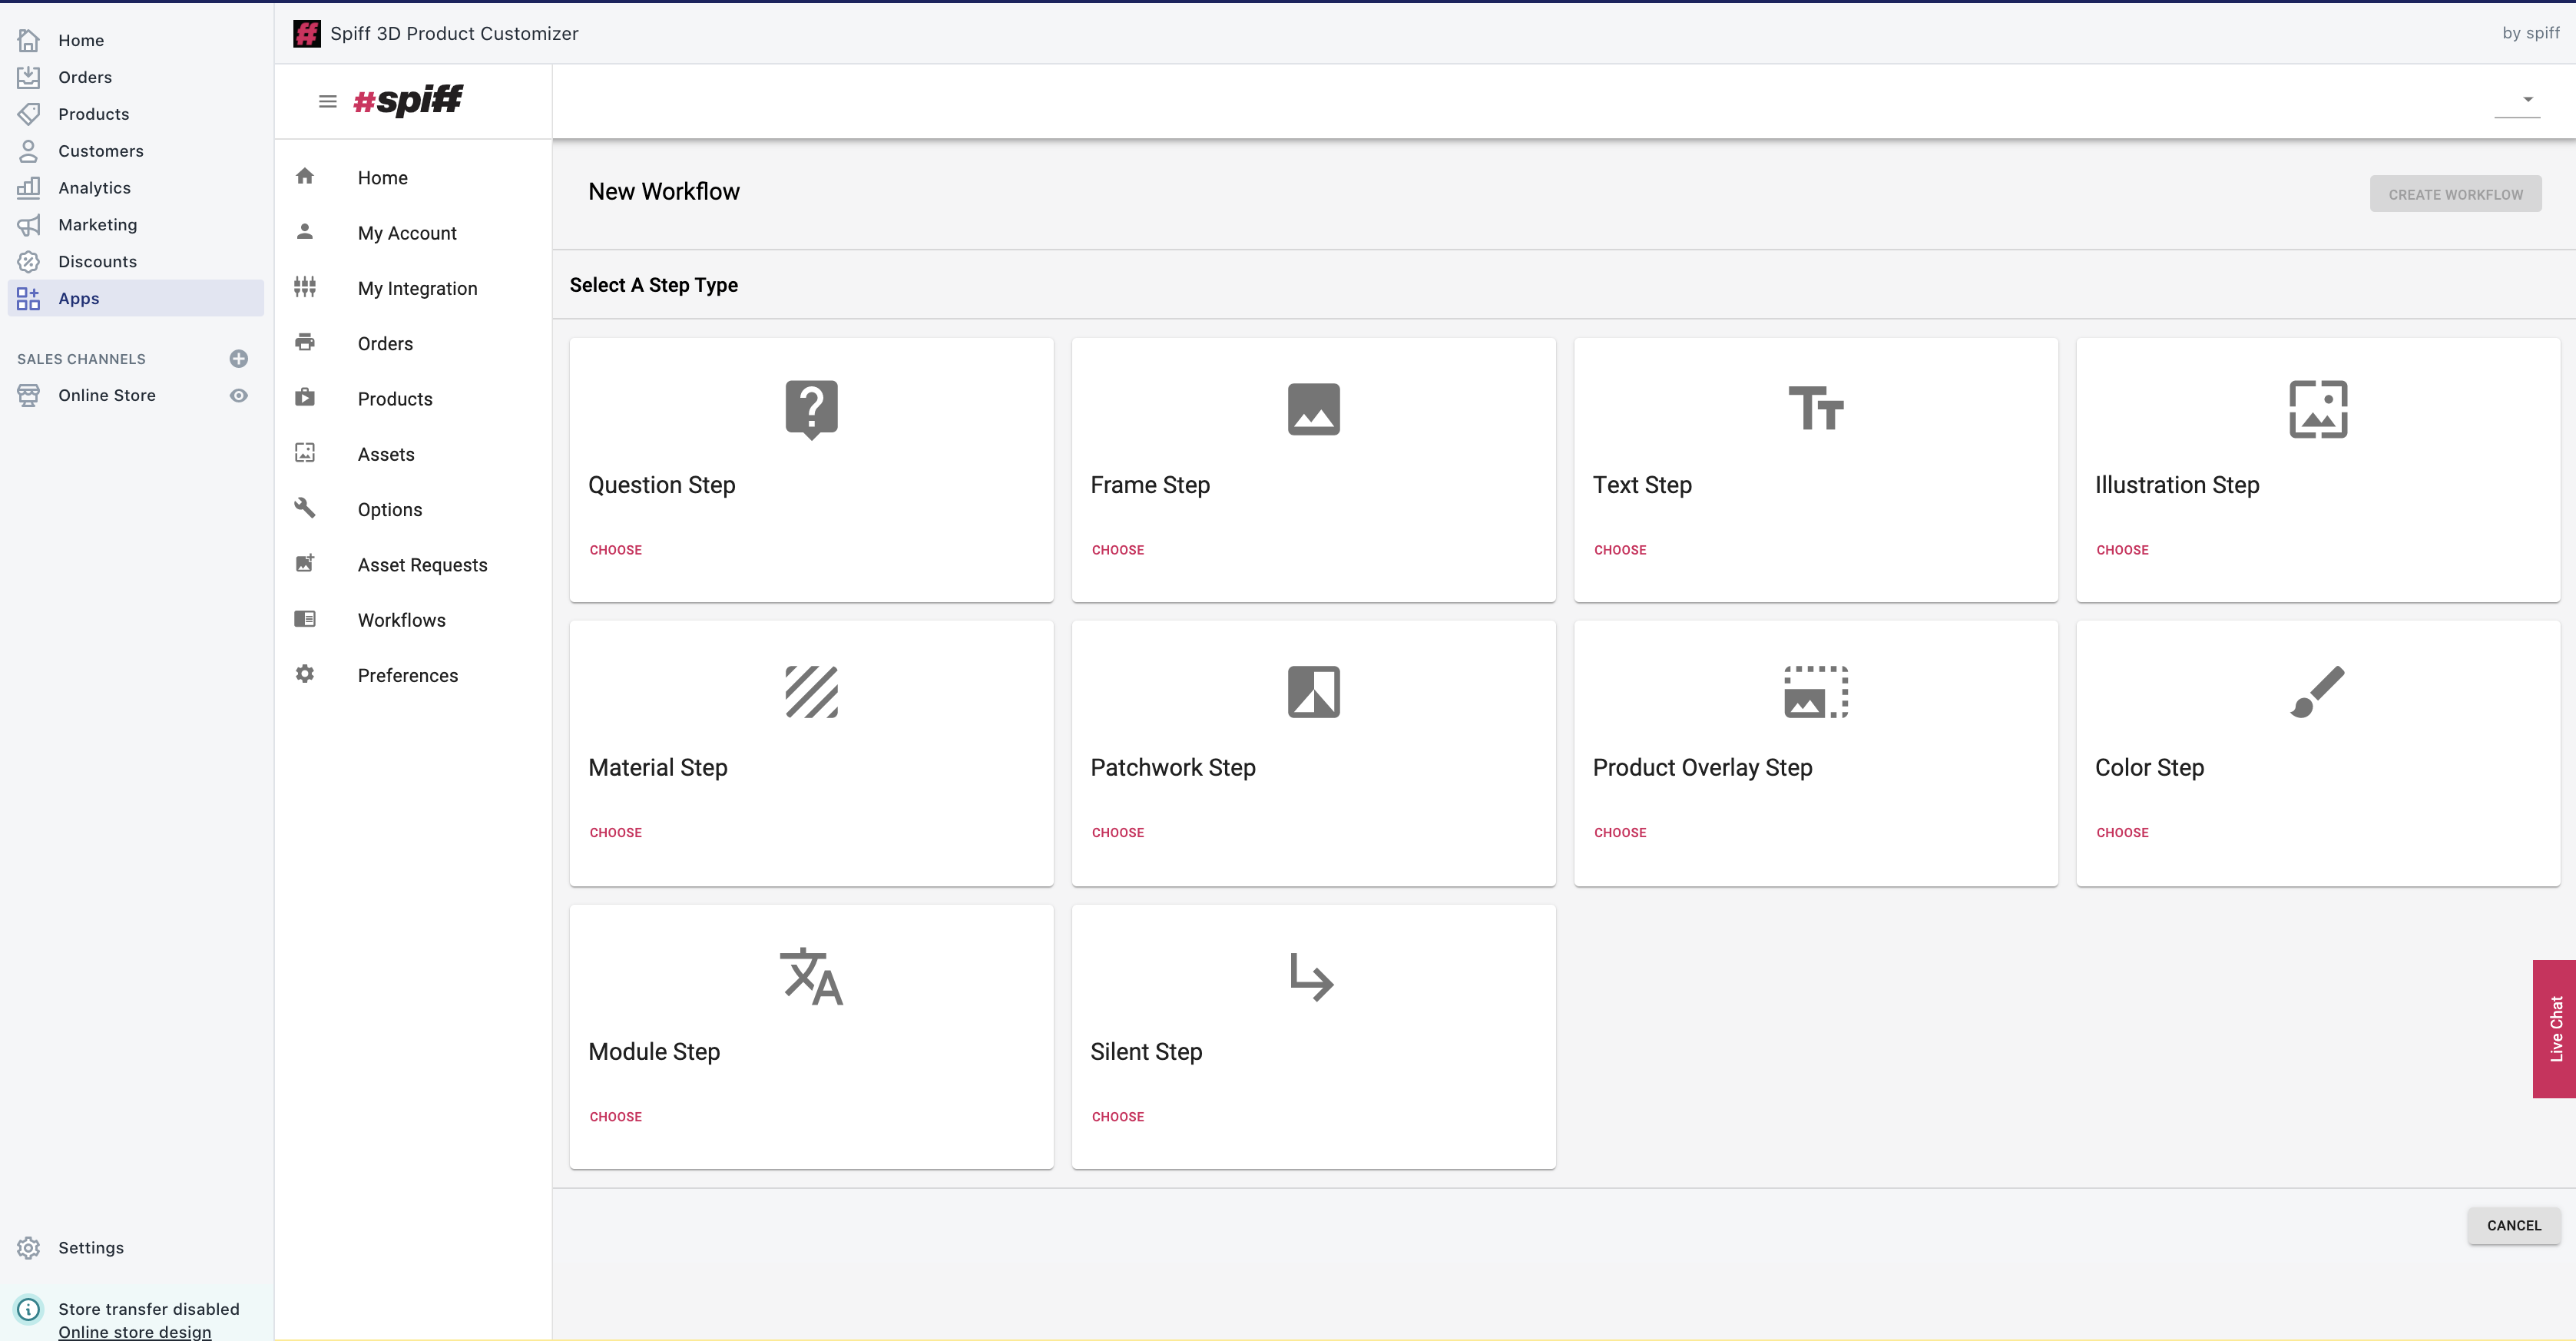 Home
Orders
Products
Customers
Analytics
Marketing
Discounts
Apps
SALES CHANNELS
Online Store
Settings
Store transfer disabled
Online store design
Spiff 3D Product Customizer
by spiff
#spiff
Home
My Account
My Integration
Orders
Products
Assets
Options
Asset Requests
Workflows
Preferences
New Workflow
CREATE WORKFLOW
Select A Step Type
Question Step
CHOOSE
Frame Step
CHOOSE
Text Step
CHOOSE
Illustration Step
CHOOSE
Material Step
CHOOSE
Patchwork Step
CHOOSE
Product Overlay Step
CHOOSE
Color Step
CHOOSE
Module Step
CHOOSE
Silent Step
CHOOSE
Live Chat
CANCEL